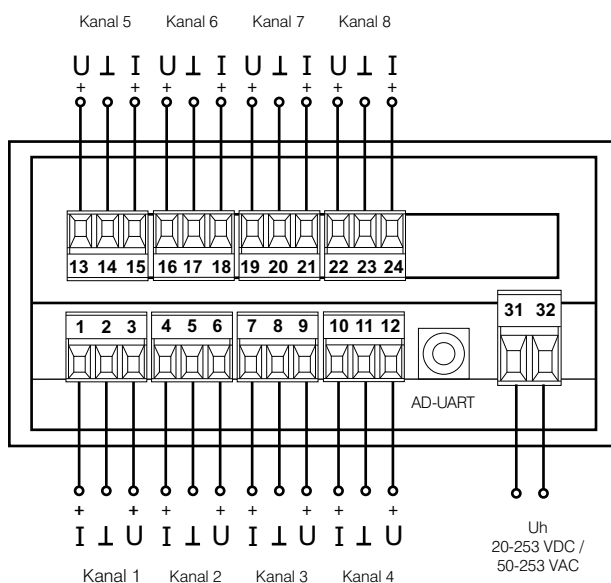 Kanal 5 Kanal 6 Kanal 7 Kanal 8
U ⊥ I U ⊥ I U ⊥ I U ⊥ I
+ + + + + + + +
13 14 15 16 17 18 19 20 21 22 23 24
31 32
1 2 3 4 5 6 7 8 9 10 11 12
AD-UART
+ + + + + + + +
I ⊥ U I ⊥ U I ⊥ U I ⊥ U
Kanal 1 Kanal 2 Kanal 3 Kanal 4
Uh
20-253 VDC /
50-253 VAC